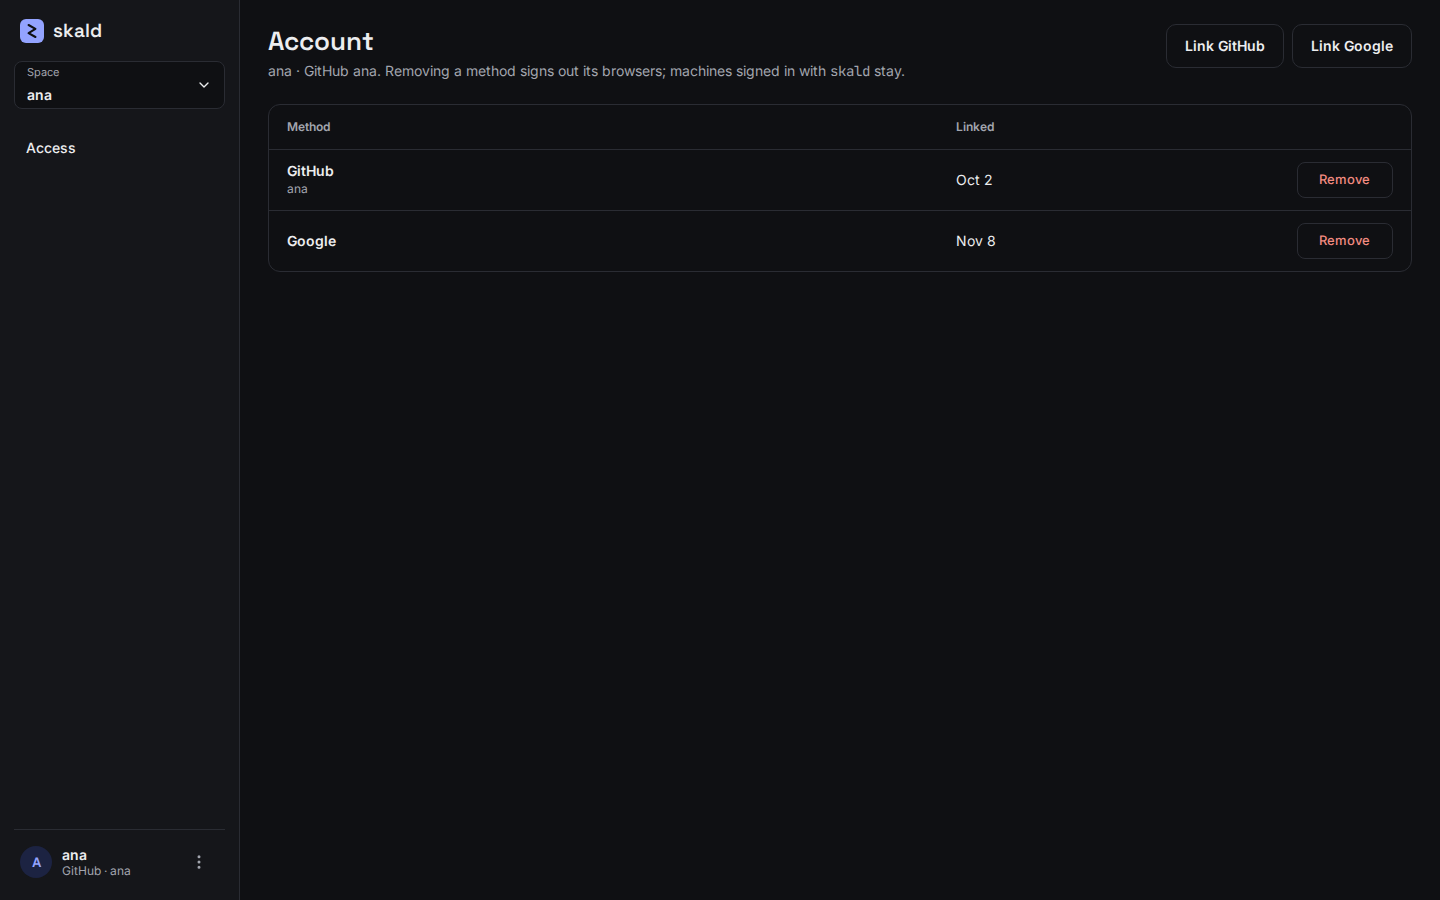 skald
Space
ana
Access
Account
ana · GitHub ana. Removing a method signs out its browsers; machines signed in with skald stay.
Link GitHub
Link Google
Method
Linked
GitHub
ana
Oct 2
Remove
Google
Nov 8
Remove
A
ana
GitHub · ana